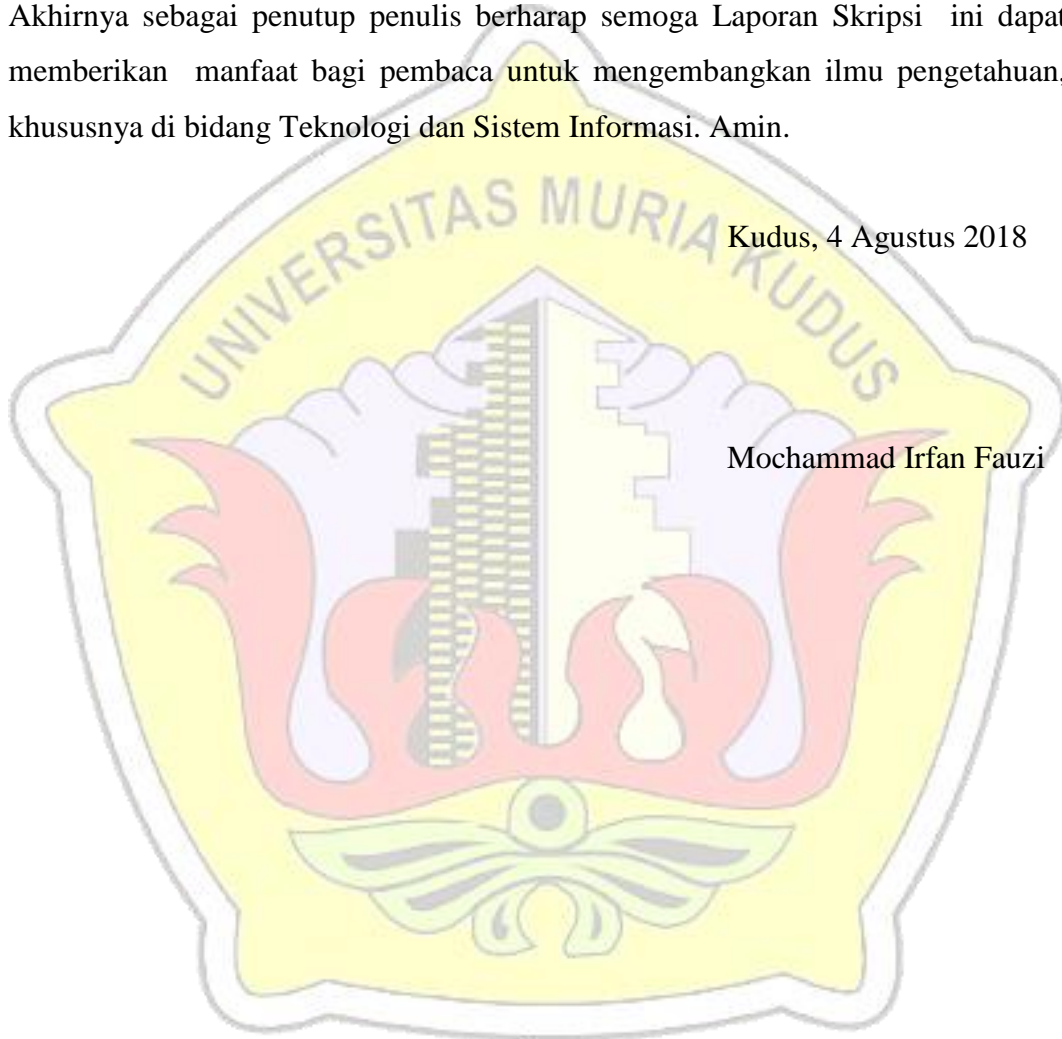 Akhirnya sebagai penutup penulis berharap semoga Laporan Skripsi ini dapat
memberikan manfaat bagi pembaca untuk mengembangkan ilmu pengetahuan,
khususnya di bidang Teknologi dan Sistem Informasi. Amin.
UNIVERSITAS MURIA KUDUS
Kudus, 4 Agustus 2018
Mochammad Irfan Fauzi